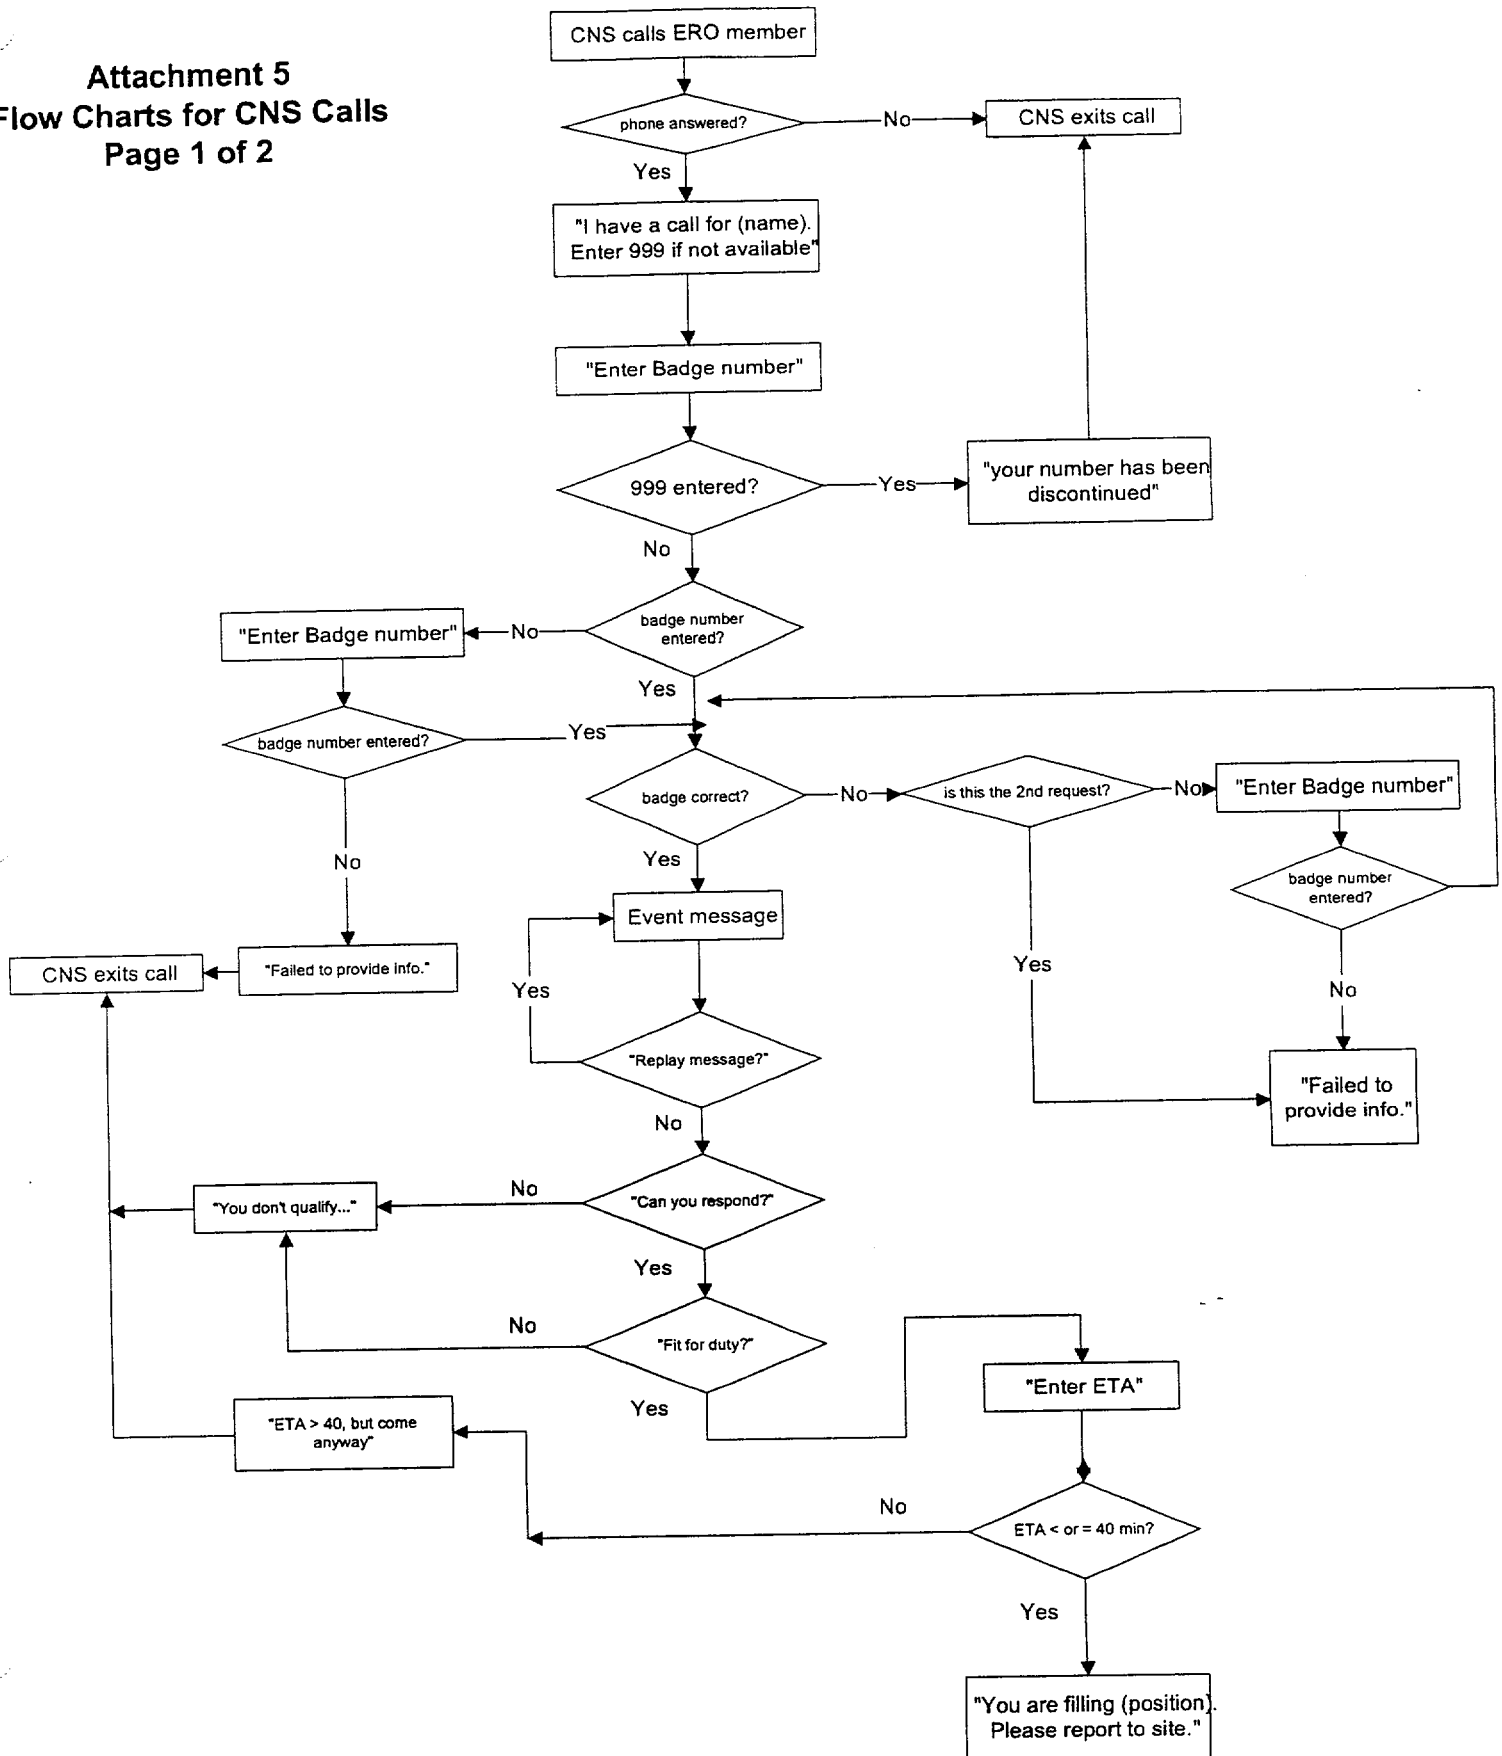 Attachment 5
Flow Charts for CNS Calls
Page 1 of 2
CNS calls ERO member
phone answered?
No
CNS exits call
Yes
"I have a call for (name).
Enter 999 if not available"
"Enter Badge number"
999 entered?
Yes
"your number has been
discontinued"
No
badge number
entered?
No
"Enter Badge number"
Yes
badge number entered?
Yes
badge correct?
No
is this the 2nd request?
No
"Enter Badge number"
No
Yes
badge number
entered?
Event message
CNS exits call
"Failed to provide info."
Yes
Yes
No
"Replay message?"
"Failed to
provide info."
No
"You don't qualify..."
No
"Can you respond?"
Yes
No
"Fit for duty?"
"Enter ETA"
Yes
"ETA > 40, but come
anyway"
No
ETA < or = 40 min?
Yes
"You are filling (position).
Please report to site."